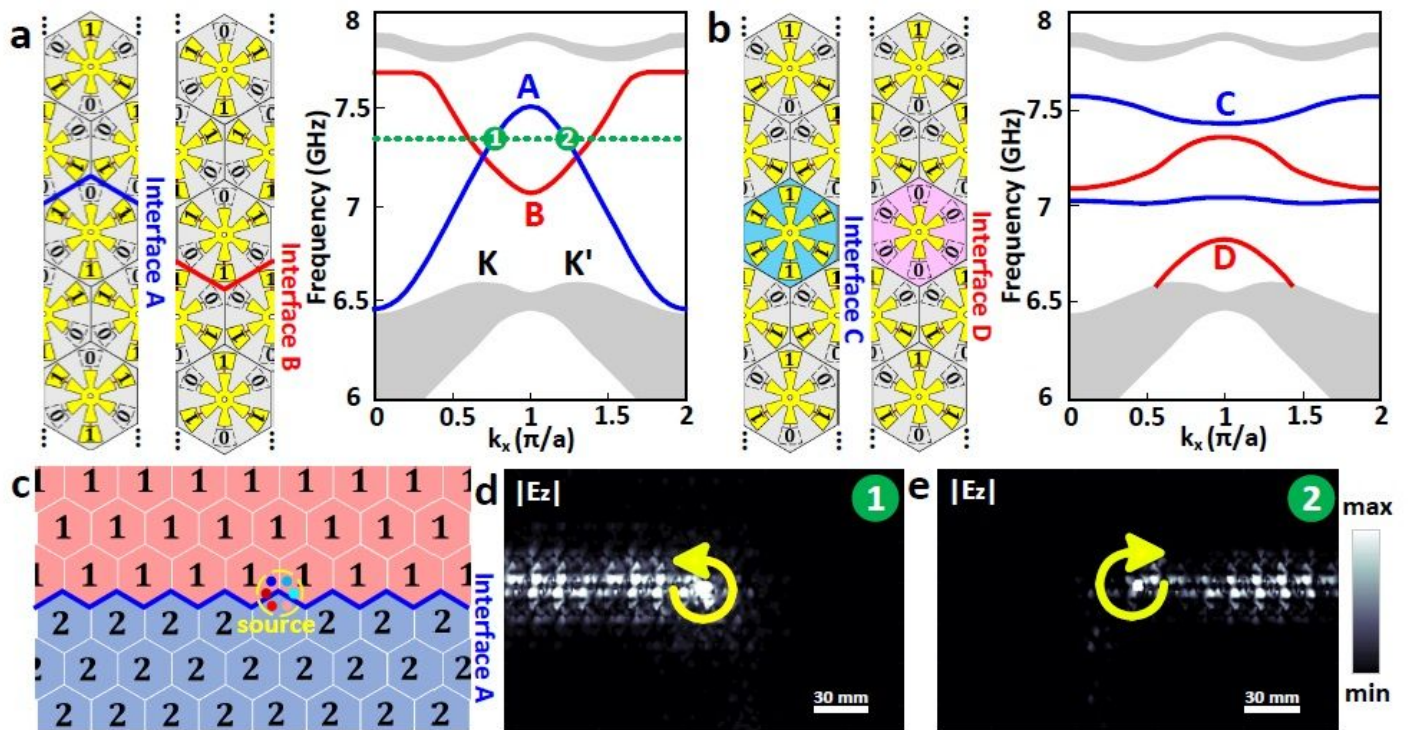 a
Interface A
Interface B
8
7.5
7
6.5
6
Frequency (GHz)
A
1
2
B
K
K'
0
0.5
1
1.5
2
kₓ (π/a)
b
Interface C
Interface D
8
7.5
7
6.5
6
Frequency (GHz)
C
D
0
0.5
1
1.5
2
kₓ (π/a)
c
1 1 1 1 1 1 1
1 1 1 1 1 1
1 1 1 1 1 1 1
source
2 2 2 2 2 2
2 2 2 2 2 2 2
2 2 2 2 2 2
Interface A
d
|Ez|
1
30 mm
e
|Ez|
2
30 mm
max
min